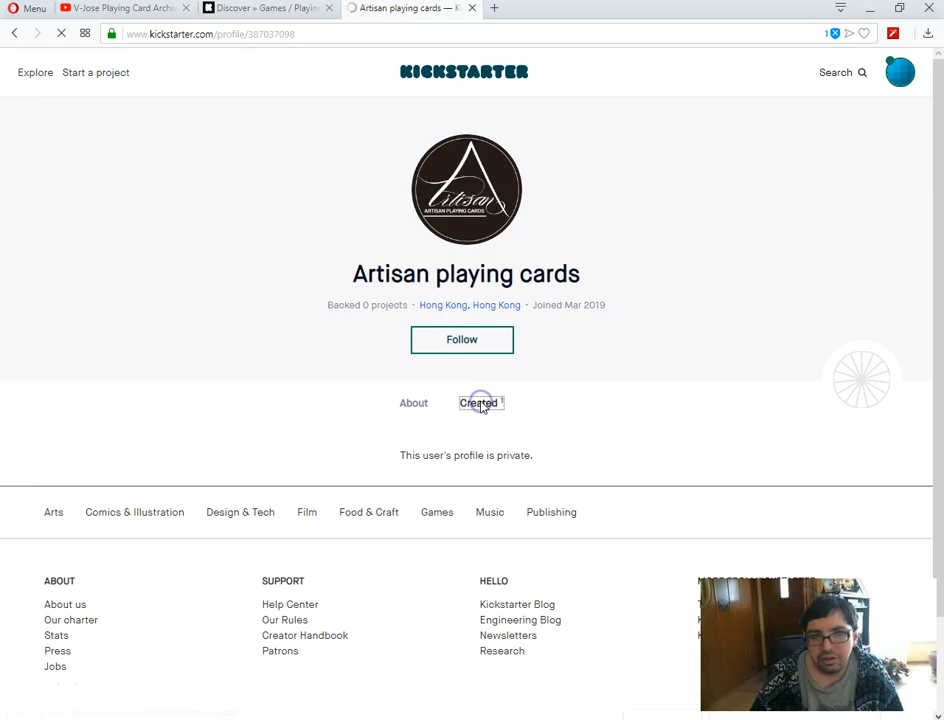 Menu
V-Jose Playing Card Archi
Discover » Games / Playin
Artisan playing cards — K
www.kickstarter.com/profile/387037098
1
Explore
Start a project
KICKSTARTER
Search
Artisan
ARTISAN PLAYING CARDS
Artisan playing cards
Backed 0 projects · Hong Kong, Hong Kong · Joined Mar 2019
Follow
About
Created 1
This user's profile is private.
Arts
Comics & Illustration
Design & Tech
Film
Food & Craft
Games
Music
Publishing
ABOUT
SUPPORT
HELLO
About us
Help Center
Kickstarter Blog
Our charter
Our Rules
Engineering Blog
Stats
Creator Handbook
Newsletters
Press
Patrons
Research
Jobs